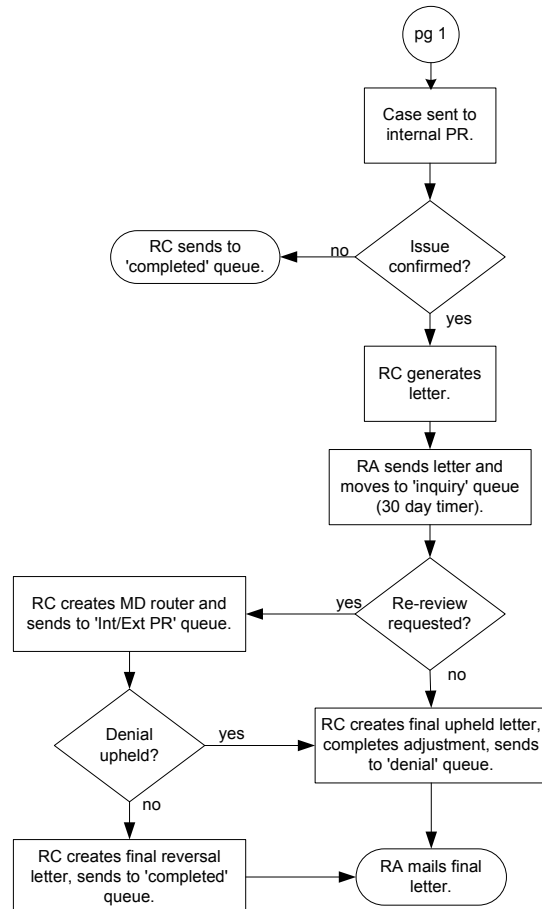 pg 1
Case sent to
internal PR.
Issue
confirmed?
no
RC sends to
'completed' queue.
yes
RC generates
letter.
RA sends letter and
moves to 'inquiry' queue
(30 day timer).
Re-review
requested?
yes
RC creates MD router and
sends to 'Int/Ext PR' queue.
no
Denial
upheld?
yes
RC creates final upheld letter,
completes adjustment, sends
to 'denial' queue.
no
RC creates final reversal
letter, sends to 'completed'
queue.
RA mails final
letter.